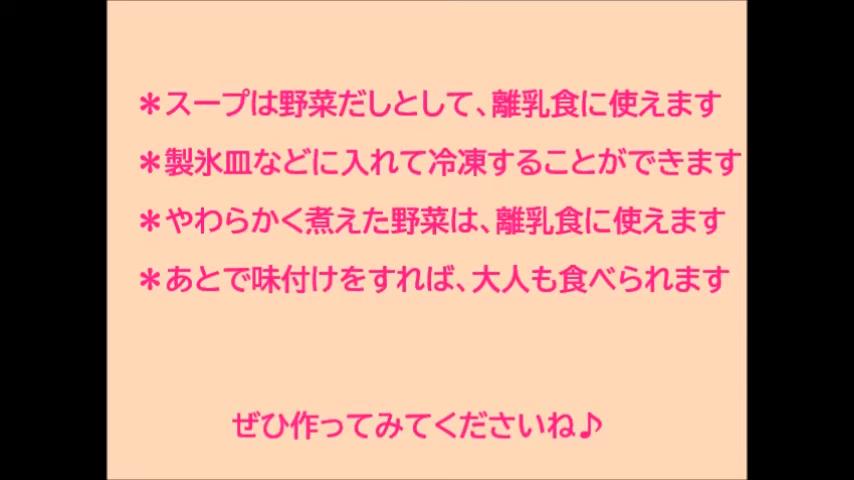 ＊スープは野菜だしとして、離乳食に使えます
＊製氷皿などに入れて冷凍することができます
＊やわらかく煮えた野菜は、離乳食に使えます
＊あとで味付けをすれば、大人も食べられます
ぜひ作ってみてくださいね♪